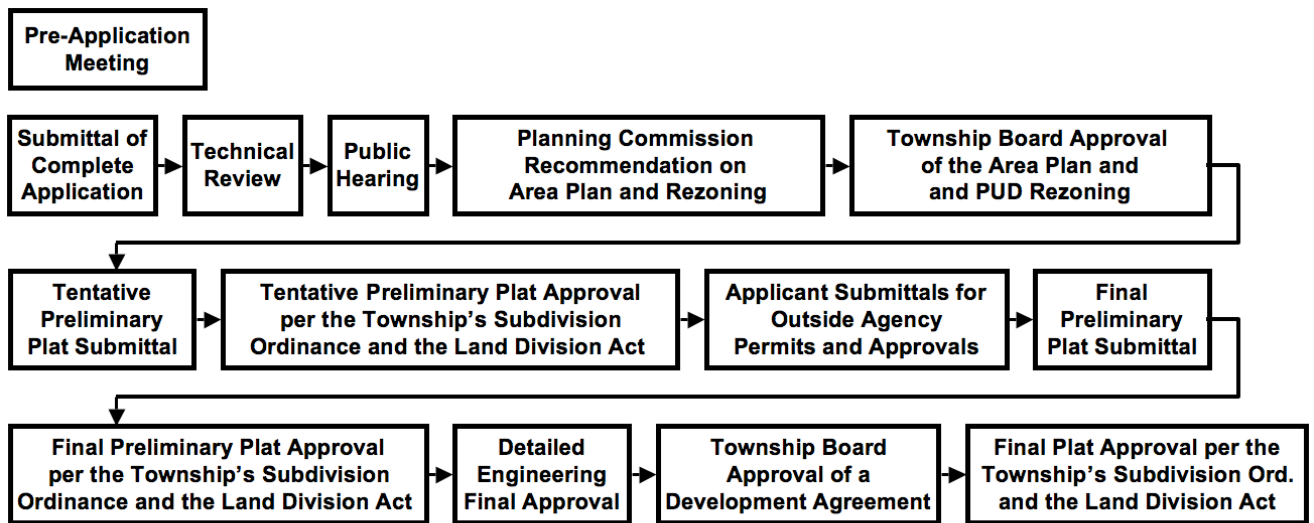 Pre-Application
Meeting
Submittal of
Complete
Application
Technical
Review
Public
Hearing
Planning Commission
Recommendation on
Area Plan and Rezoning
Township Board Approval
of the Area Plan and
and PUD Rezoning
Tentative
Preliminary
Plat Submittal
Tentative Preliminary Plat Approval
per the Township’s Subdivision
Ordinance and the Land Division Act
Applicant Submittals for
Outside Agency
Permits and Approvals
Final
Preliminary
Plat Submittal
Final Preliminary Plat Approval
per the Township’s Subdivision
Ordinance and the Land Division Act
Detailed
Engineering
Final Approval
Township Board
Approval of a
Development Agreement
Final Plat Approval per the
Township’s Subdivision Ord.
and the Land Division Act